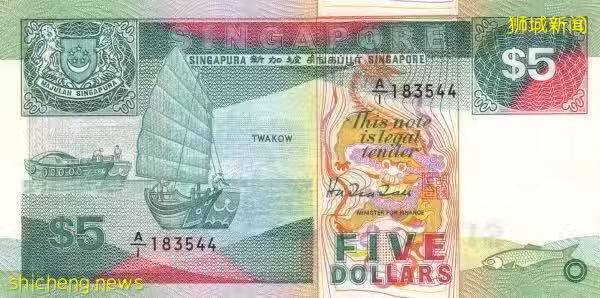 狮城新闻
SINGAPORE
SINGAPURA 新加坡 சிங்கப்பூர்
MAJULAH SINGAPURA
$5
A/1 183544
This note
is legal
tender
TWAKOW
MINISTER FOR FINANCE
$5
A/1 183544
FIVE
DOLLARS
shicheng.news